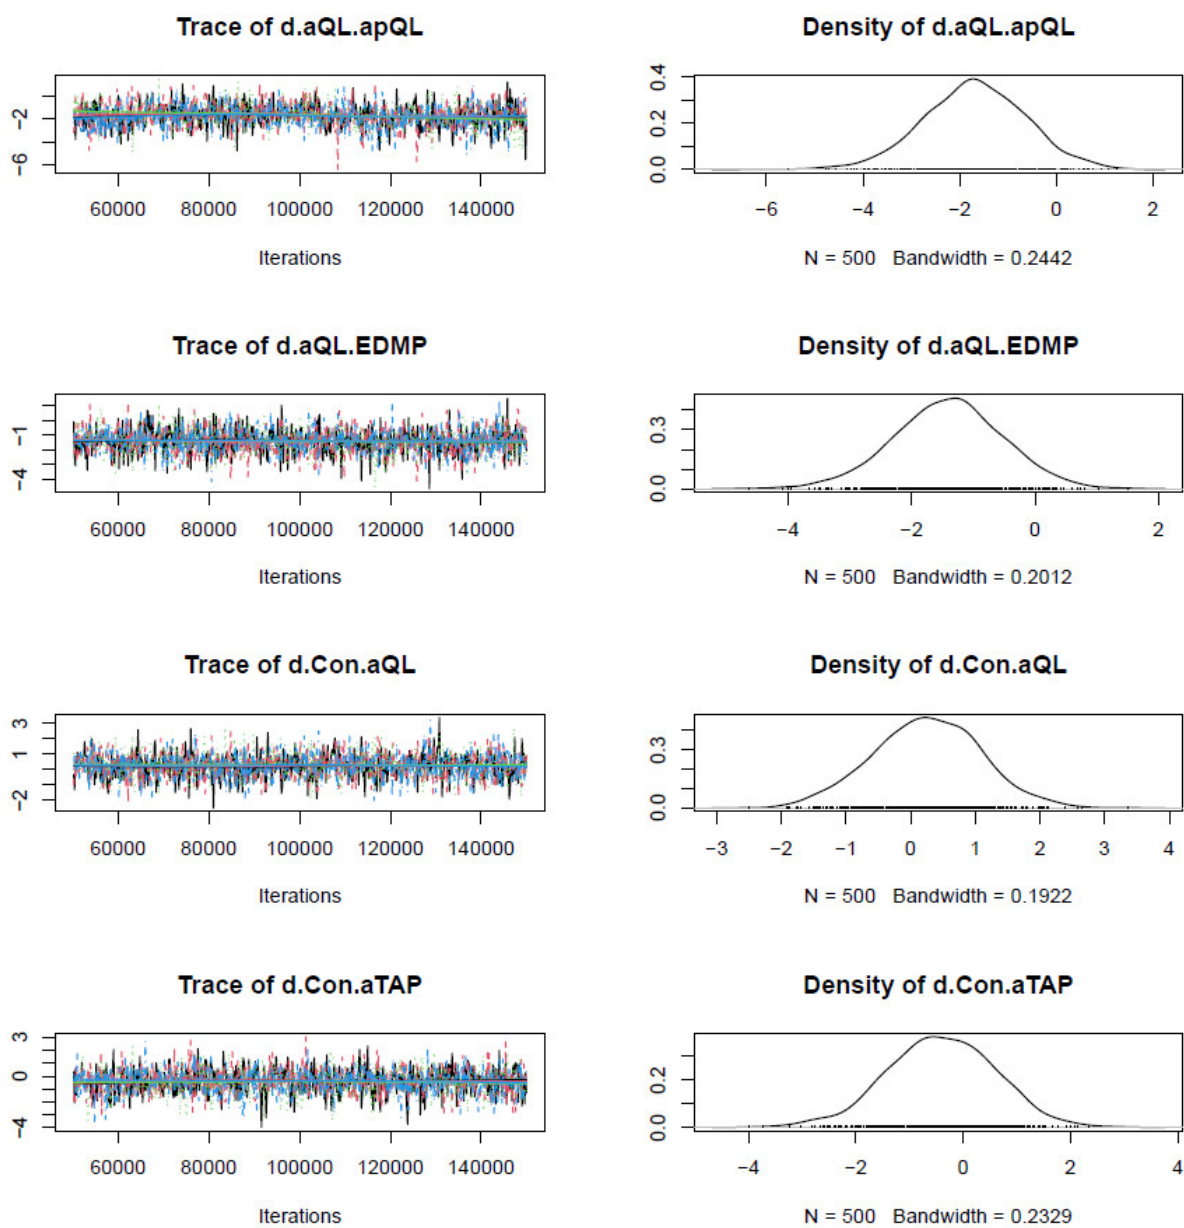 Trace of d.aQL.apQL
Density of d.aQL.apQL
−2
−6
60000 80000 100000 120000 140000
Iterations
0.4
0.2
0.0
−6 −4 −2 0 2
N = 500 Bandwidth = 0.2442
Trace of d.aQL.EDMP
Density of d.aQL.EDMP
−1
−4
60000 80000 100000 120000 140000
Iterations
0.3
0.0
−4 −2 0 2
N = 500 Bandwidth = 0.2012
Trace of d.Con.aQL
Density of d.Con.aQL
3
1
−2
60000 80000 100000 120000 140000
Iterations
0.3
0.0
−3 −2 −1 0 1 2 3 4
N = 500 Bandwidth = 0.1922
Trace of d.Con.aTAP
Density of d.Con.aTAP
3
0
−4
60000 80000 100000 120000 140000
Iterations
0.2
0.0
−4 −2 0 2 4
N = 500 Bandwidth = 0.2329